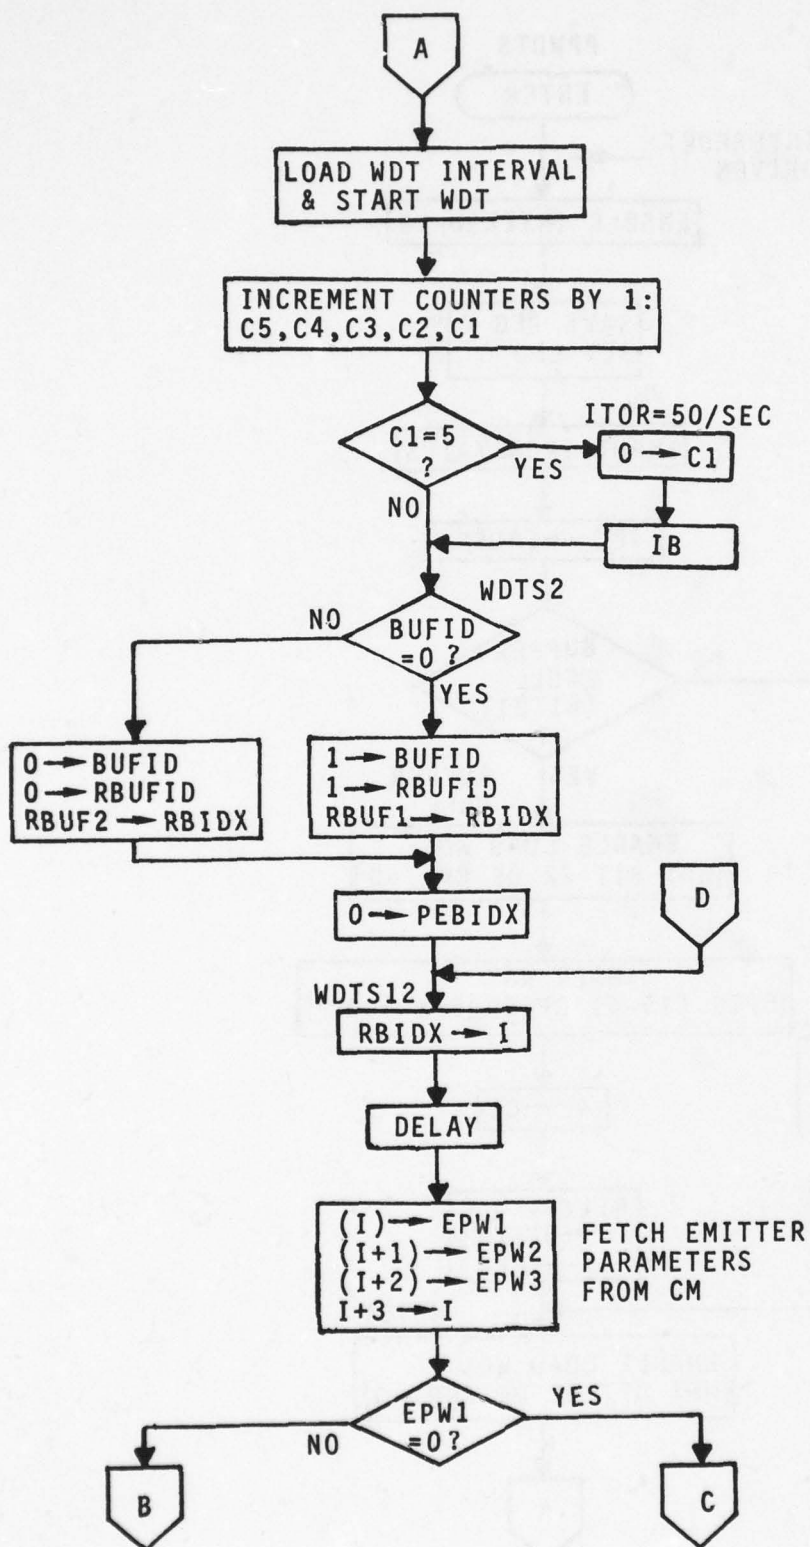 A
LOAD WDT INTERVAL
& START WDT
INCREMENT COUNTERS BY 1:
C5,C4,C3,C2,C1
C1=5
?
YES
NO
ITOR=50/SEC
0 → C1
IB
WDTS2
BUFID
=0 ?
NO
YES
0 → BUFID
0 → RBUFID
RBUF2 → RBIDX
1 → BUFID
1 → RBUFID
RBUF1 → RBIDX
0 → PEBIDX
D
WDTS12
RBIDX → I
DELAY
(I) → EPW1
(I+1) → EPW2
(I+2) → EPW3
I+3 → I
FETCH EMITTER
PARAMETERS
FROM CM
EPW1
=0?
NO
YES
B
C